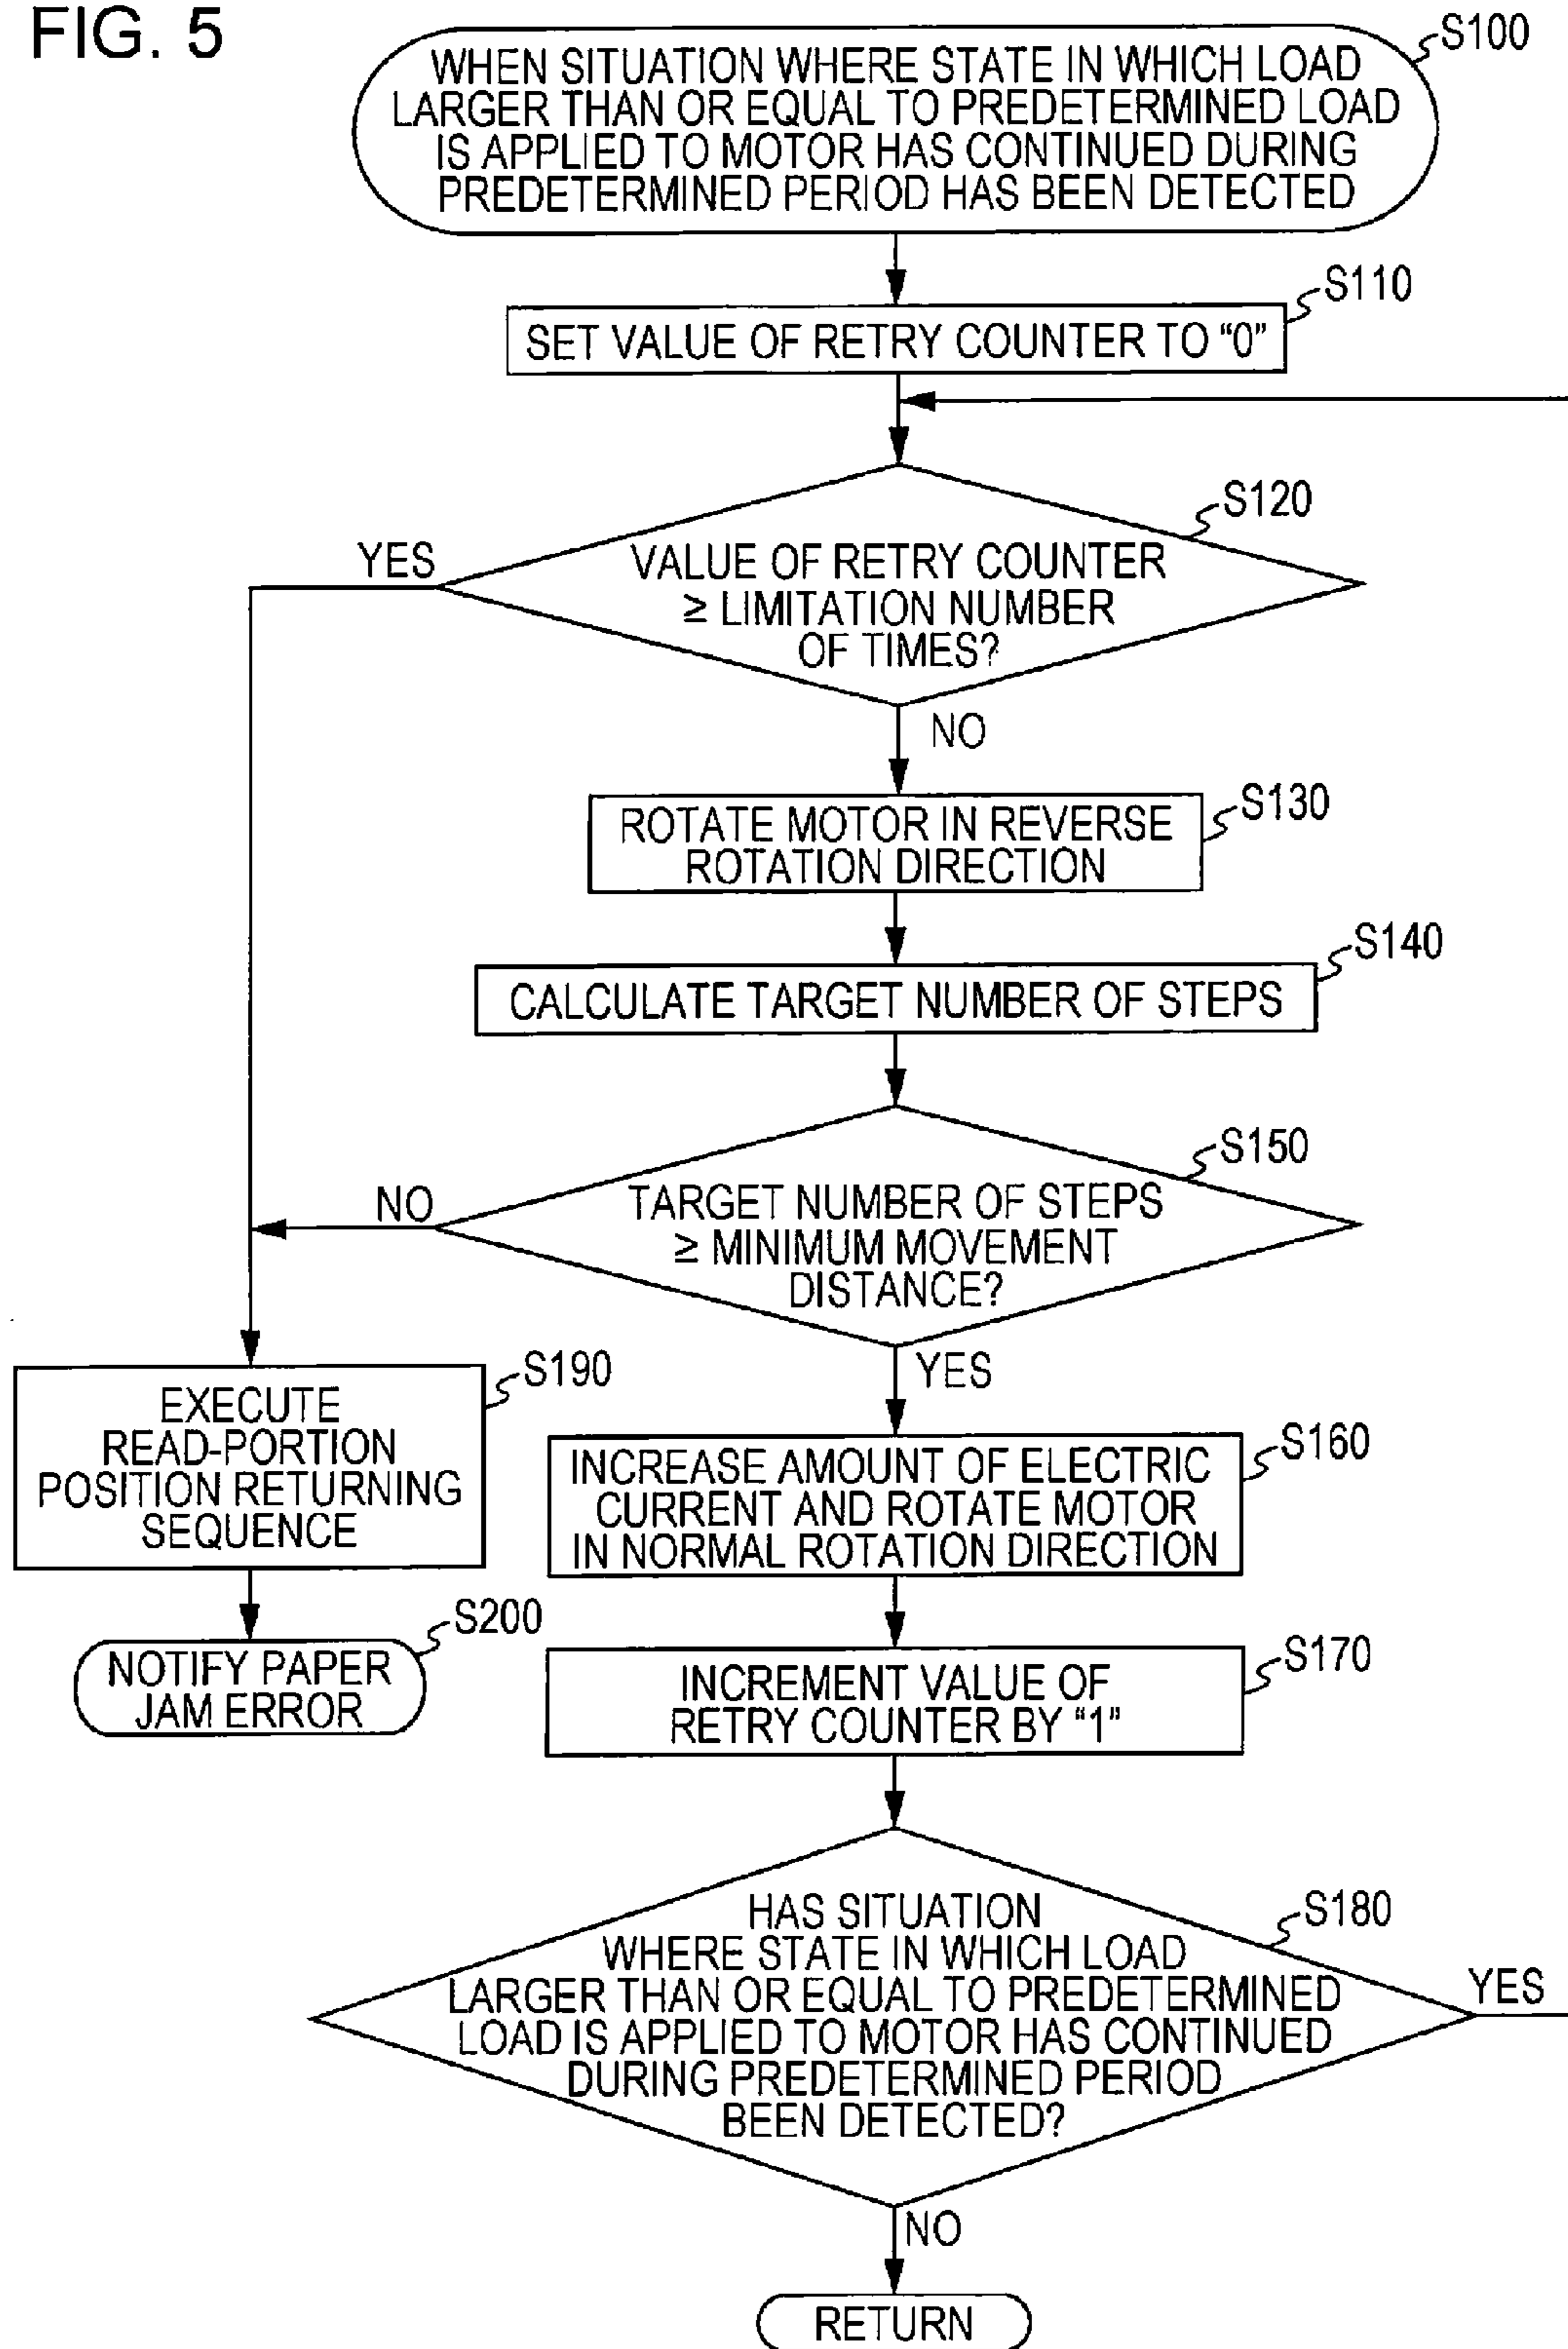 FIG. 5
S100
WHEN SITUATION WHERE STATE IN WHICH LOAD
LARGER THAN OR EQUAL TO PREDETERMINED LOAD
IS APPLIED TO MOTOR HAS CONTINUED DURING
PREDETERMINED PERIOD HAS BEEN DETECTED
S110
SET VALUE OF RETRY COUNTER TO “0”
S120
YES
VALUE OF RETRY COUNTER
≥ LIMITATION NUMBER
OF TIMES?
NO
S130
ROTATE MOTOR IN REVERSE
ROTATION DIRECTION
S140
CALCULATE TARGET NUMBER OF STEPS
S150
NO
TARGET NUMBER OF STEPS
≥ MINIMUM MOVEMENT
DISTANCE?
YES
S190
EXECUTE
READ-PORTION
POSITION RETURNING
SEQUENCE
S160
INCREASE AMOUNT OF ELECTRIC
CURRENT AND ROTATE MOTOR
IN NORMAL ROTATION DIRECTION
S200
NOTIFY PAPER
JAM ERROR
S170
INCREMENT VALUE OF
RETRY COUNTER BY “1”
S180
HAS SITUATION
WHERE STATE IN WHICH LOAD
LARGER THAN OR EQUAL TO PREDETERMINED
LOAD IS APPLIED TO MOTOR HAS CONTINUED
DURING PREDETERMINED PERIOD
BEEN DETECTED?
YES
NO
RETURN